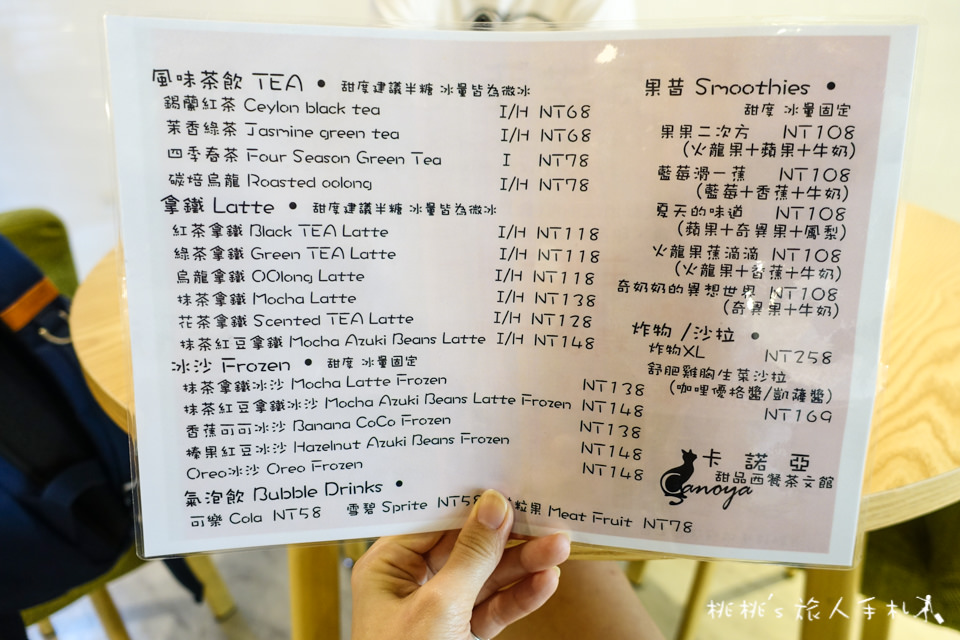 風味茶飲 TEA • 甜度建議半糖 冰量皆為微冰
錫蘭紅茶 Ceylon black tea I/H NT68
茉香綠茶 Jasmine green tea I/H NT68
四季春茶 Four Season Green Tea I NT78
碳焙烏龍 Roasted oolong I/H NT78
拿鐵 Latte • 甜度建議半糖 冰量皆為微冰
紅茶拿鐵 Black TEA Latte I/H NT118
綠茶拿鐵 Green TEA Latte I/H NT118
烏龍拿鐵 OOlong Latte I/H NT118
抹茶拿鐵 Mocha Latte I/H NT138
花茶拿鐵 Scented TEA Latte I/H NT128
抹茶紅豆拿鐵 Mocha Azuki Beans Latte I/H NT148
冰沙 Frozen • 甜度 冰量固定
抹茶拿鐵冰沙 Mocha Latte Frozen NT138
抹茶紅豆拿鐵冰沙 Mocha Azuki Beans Latte Frozen NT148
香蕉可可冰沙 Banana CoCo Frozen NT138
榛果紅豆冰沙 Hazelnut Azuki Beans Frozen NT148
Oreo冰沙 Oreo Frozen NT148
氣泡飲 Bubble Drinks •
可樂 Cola NT58 雪碧 Sprite NT58 粒果 Meat Fruit NT78
果昔 Smoothies •
甜度 冰量固定
果果二次方 NT108
(火龍果+蘋果+牛奶)
藍莓滑一蕉 NT108
(藍莓+香蕉+牛奶)
夏天的味道 NT108
(蘋果+奇異果+鳳梨)
火龍果蕉滴滴 NT108
(火龍果+香蕉+牛奶)
奇奶奶的異想世界 NT108
(奇異果+牛奶)
炸物 /沙拉 •
炸物XL NT258
舒肥雞胸生菜沙拉
(咖哩優格醬/凱薩醬)
NT169
卡諾亞
甜品西餐茶文館
Canoya
桃桃's旅人手札